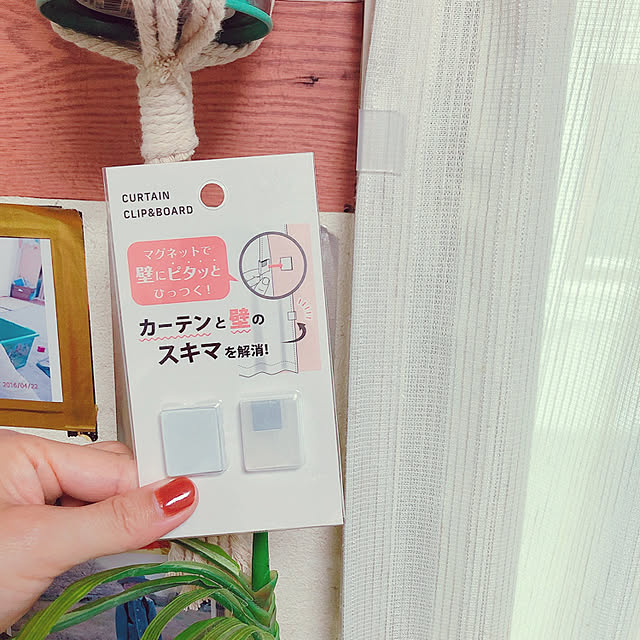 CURTAIN
CLIP&BOARD
マグネットで
壁にピタッと
ひっつく!
カーテンと壁の
スキマを解消!
2016/04/22